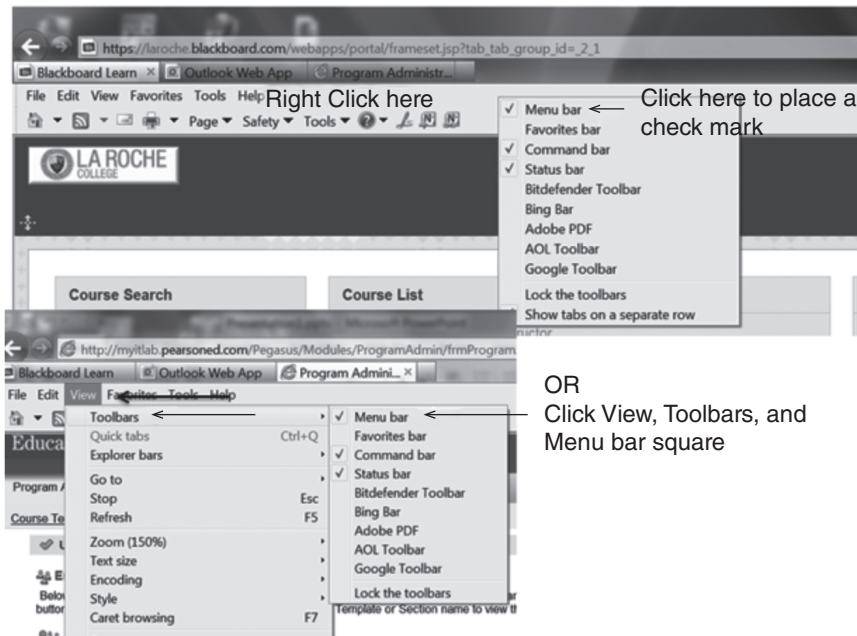 https://laroche.blackboard.com/webapps/portal/frameset.jsp?tab_tab_group_id=_2_1
Blackboard Learn × Outlook Web App Program Administr...
File Edit View Favorites Tools Help Right Click here
Page Safety Tools
LA ROCHE
COLLEGE
Menu bar
Favorites bar
Command bar
Status bar
Bitdefender Toolbar
Bing Bar
Adobe PDF
AOL Toolbar
Google Toolbar
Lock the toolbars
Show tabs on a separate row
Click here to place a
check mark
Course Search Course List
http://myitlab.pearsoned.com/Pegasus/Modules/ProgramAdmin/frmProgram
Blackboard Learn Outlook Web App Program Admini... ×
File Edit View Favorites Tools Help
Educa
Program A
Course Te
Toolbars
Quick tabs Ctrl+Q
Explorer bars
Go to
Stop Esc
Refresh F5
Zoom (150%)
Text size
Encoding
Style
Caret browsing F7
Menu bar
Favorites bar
Command bar
Status bar
Bitdefender Toolbar
Bing Bar
Adobe PDF
AOL Toolbar
Google Toolbar
Lock the toolbars
Template or Section name to view
OR
Click View, Toolbars, and
Menu bar square